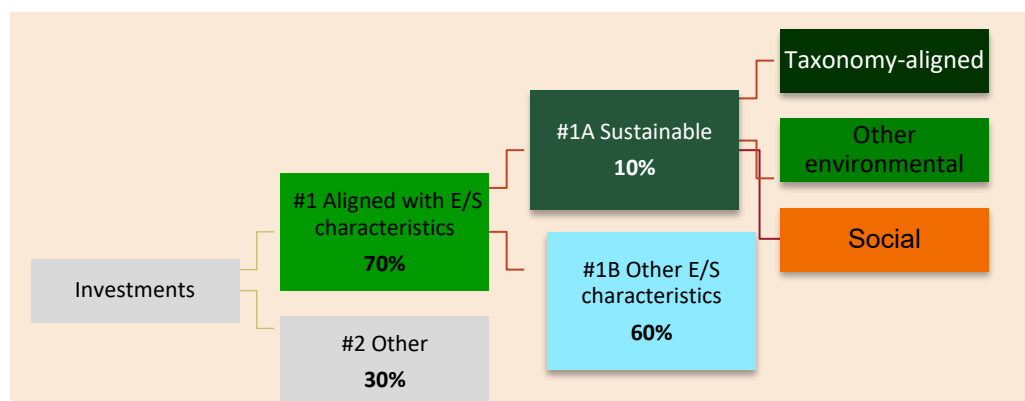 Investments
#1 Aligned with E/S
characteristics
70%
#2 Other
30%
#1A Sustainable
10%
#1B Other E/S
characteristics
60%
Taxonomy-aligned
Other
environmental
Social